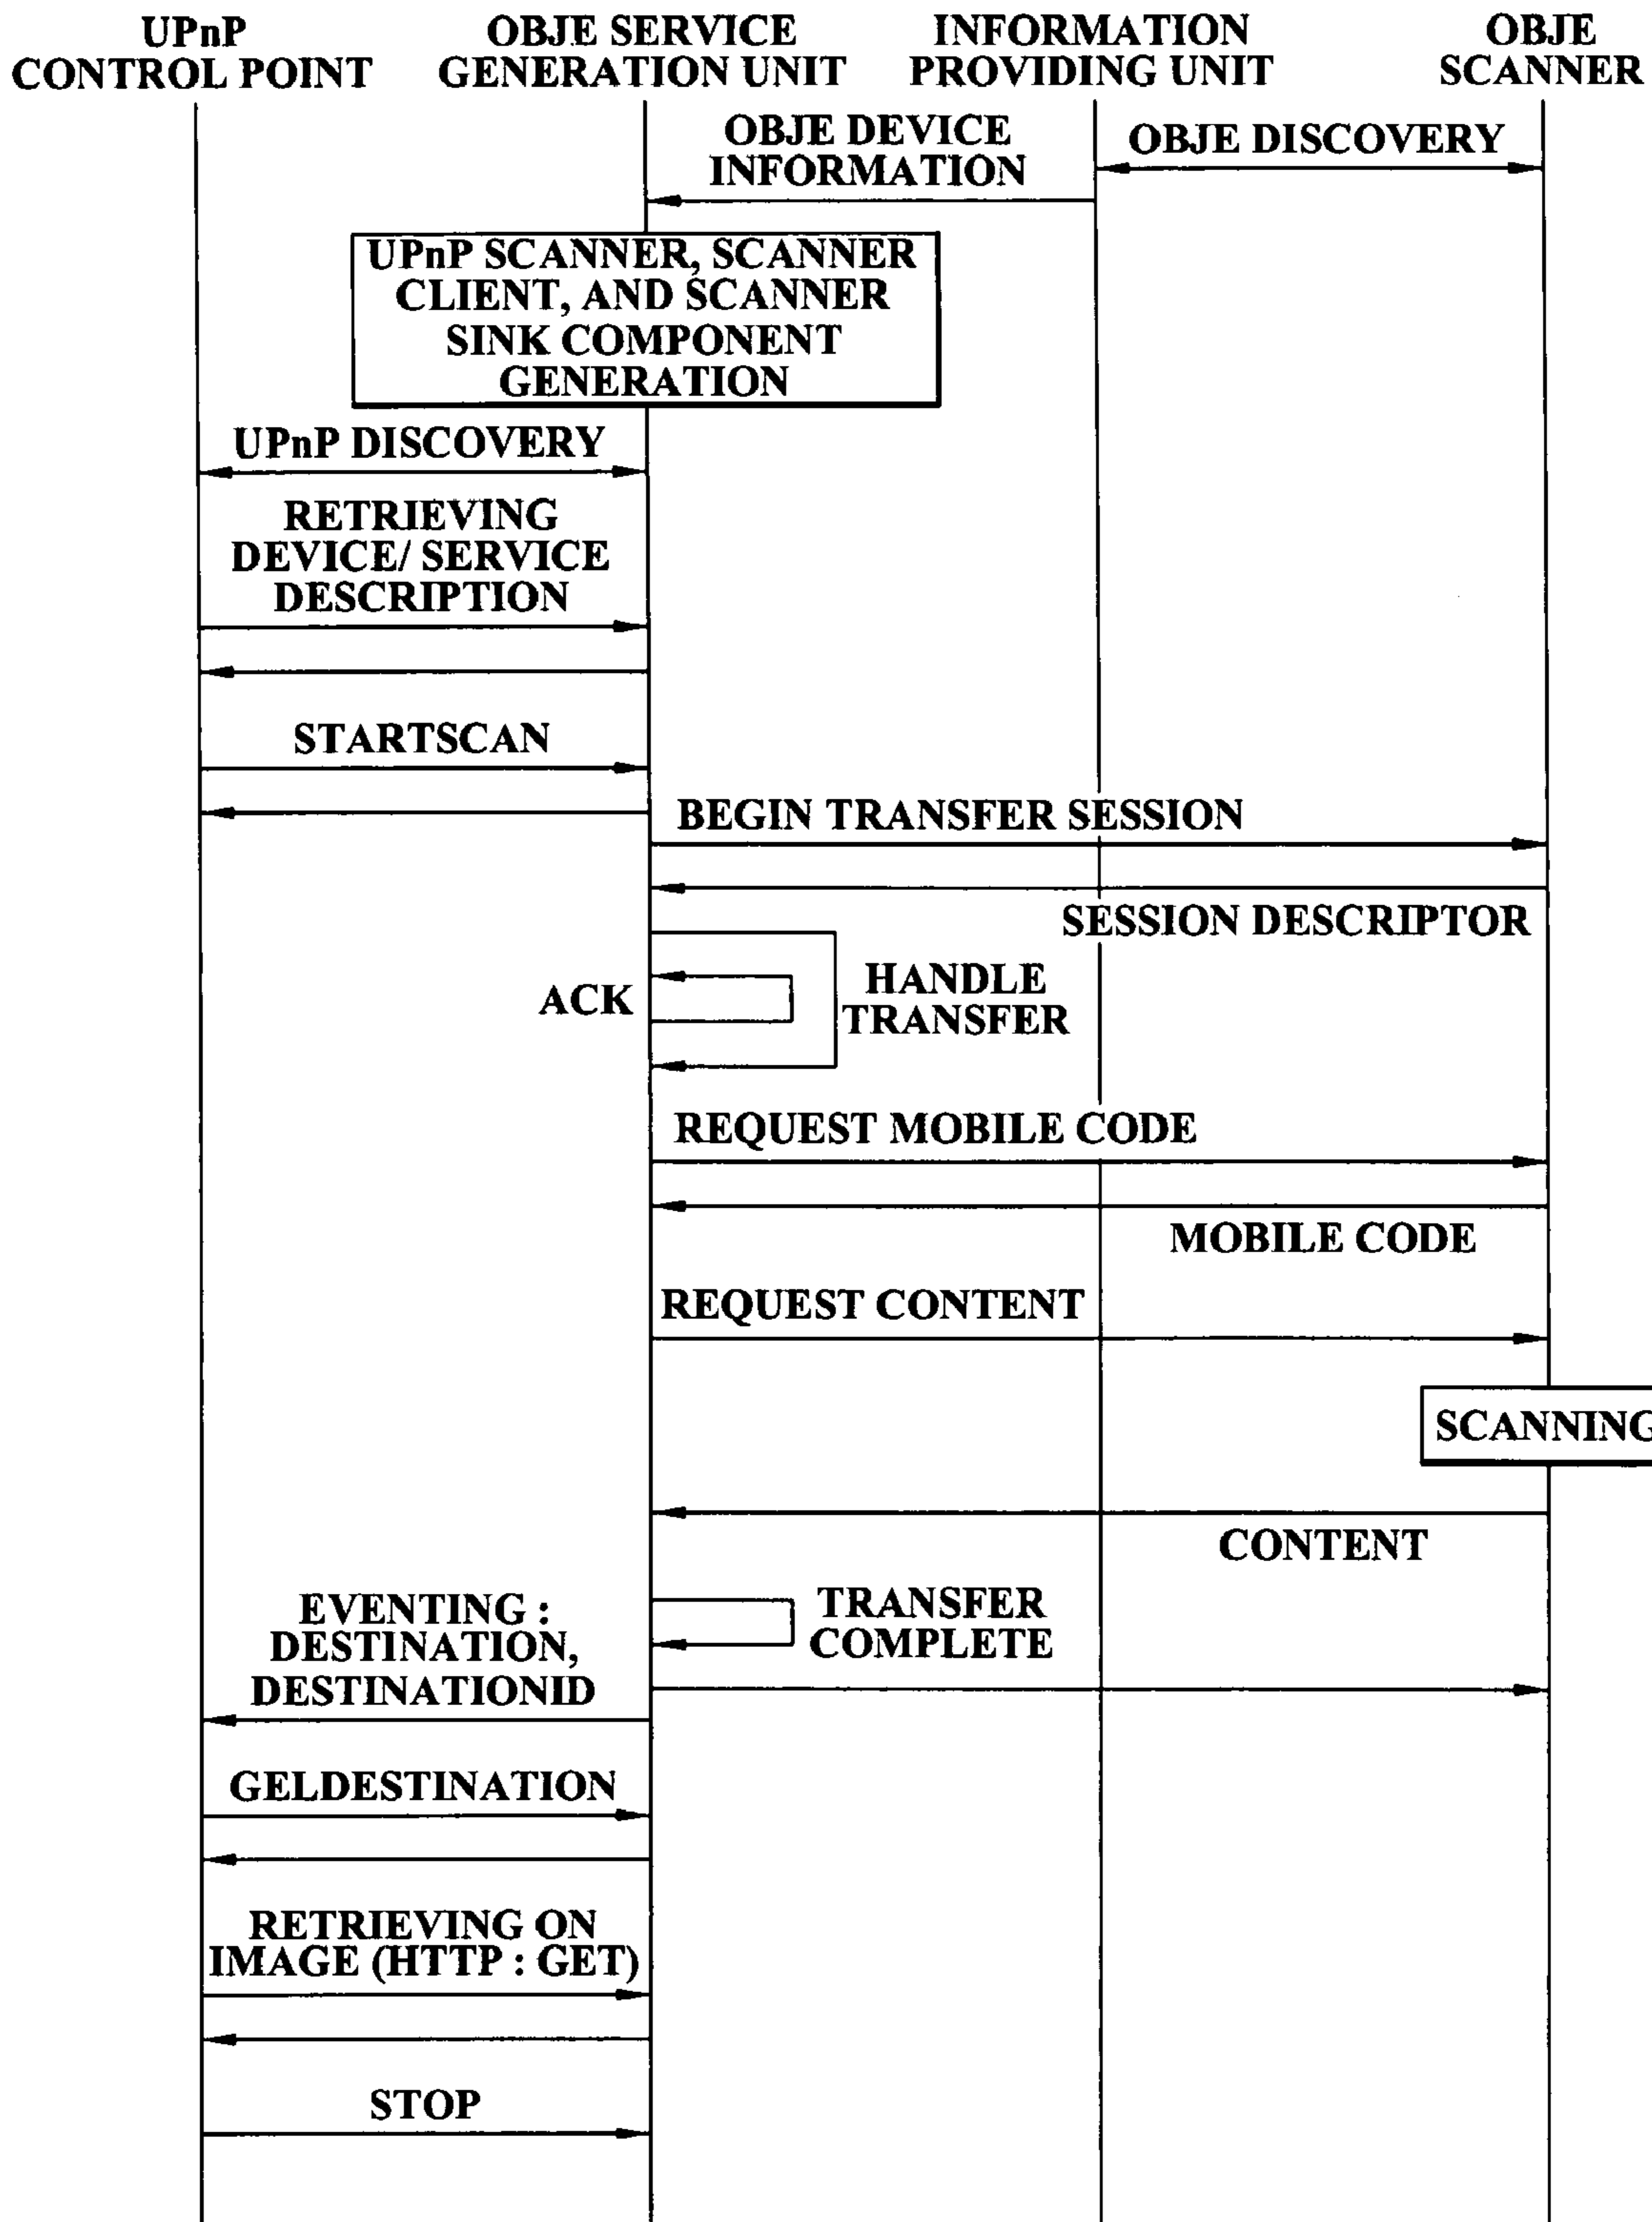 UPnP
CONTROL POINT
OBJE SERVICE
GENERATION UNIT
INFORMATION
PROVIDING UNIT
OBJE
SCANNER
OBJE DEVICE
INFORMATION
OBJE DISCOVERY
UPnP SCANNER, SCANNER
CLIENT, AND SCANNER
SINK COMPONENT
GENERATION
UPnP DISCOVERY
RETRIEVING
DEVICE/ SERVICE
DESCRIPTION
STARTSCAN
BEGIN TRANSFER SESSION
SESSION DESCRIPTOR
ACK
HANDLE
TRANSFER
REQUEST MOBILE CODE
MOBILE CODE
REQUEST CONTENT
SCANNING
CONTENT
EVENTING :
DESTINATION,
DESTINATIONID
TRANSFER
COMPLETE
GELDESTINATION
RETRIEVING ON
IMAGE (HTTP : GET)
STOP